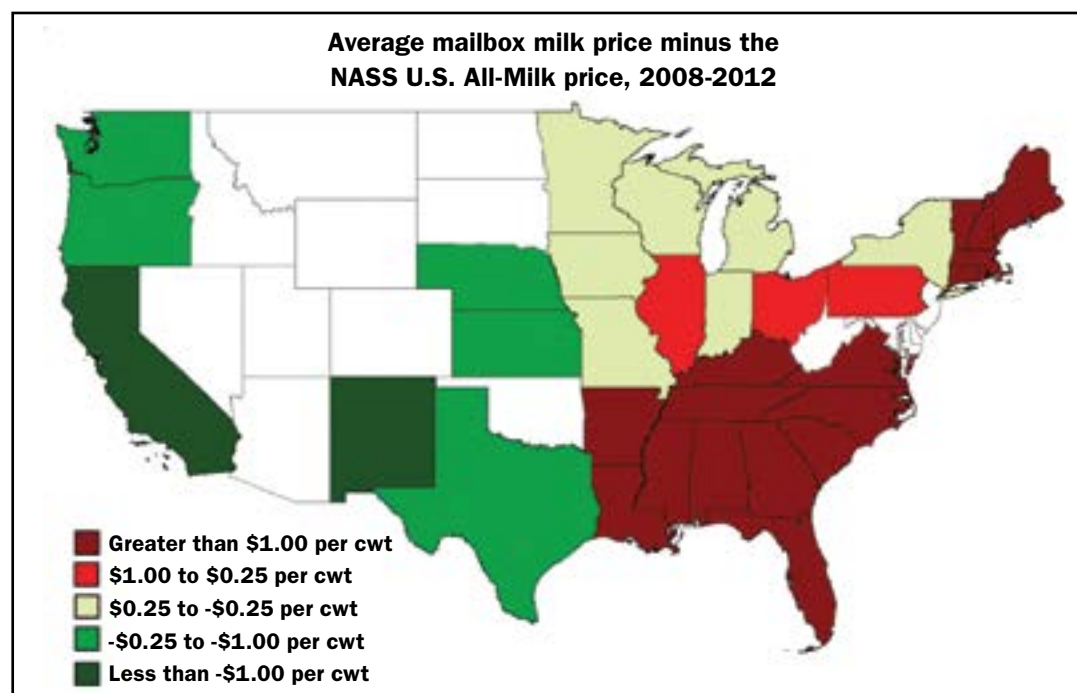 Average mailbox milk price minus the
NASS U.S. All-Milk price, 2008-2012
Greater than $1.00 per cwt
$1.00 to $0.25 per cwt
$0.25 to -$0.25 per cwt
-$0.25 to -$1.00 per cwt
Less than -$1.00 per cwt